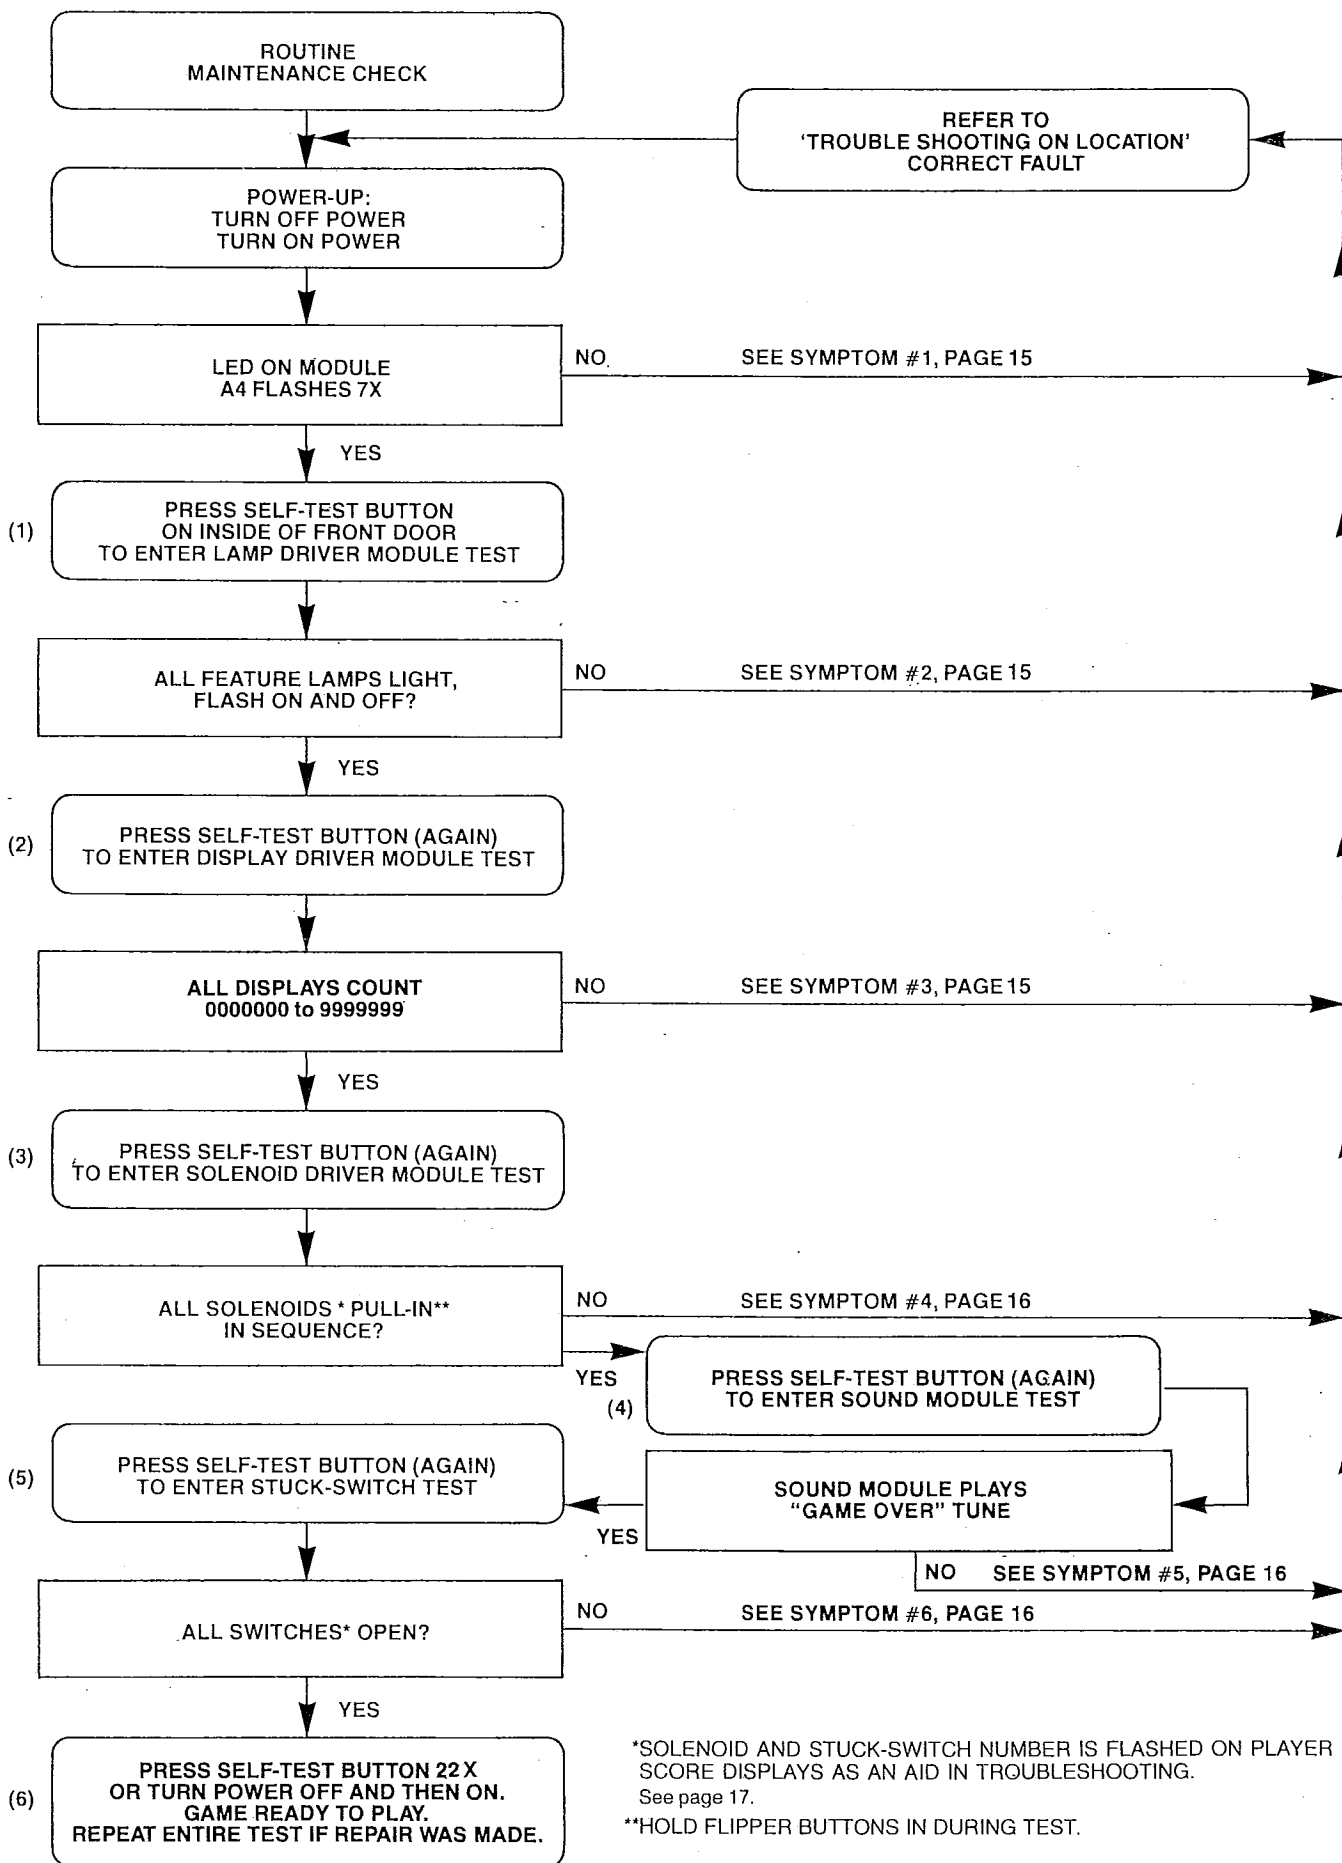 ROUTINE
MAINTENANCE CHECK
REFER TO
'TROUBLE SHOOTING ON LOCATION'
CORRECT FAULT
POWER-UP:
TURN OFF POWER
TURN ON POWER
LED ON MODULE
A4 FLASHES 7X
NO
SEE SYMPTOM #1, PAGE 15
YES
(1)
PRESS SELF-TEST BUTTON
ON INSIDE OF FRONT DOOR
TO ENTER LAMP DRIVER MODULE TEST
ALL FEATURE LAMPS LIGHT,
FLASH ON AND OFF?
NO
SEE SYMPTOM #2, PAGE 15
YES
(2)
PRESS SELF-TEST BUTTON (AGAIN)
TO ENTER DISPLAY DRIVER MODULE TEST
ALL DISPLAYS COUNT
0000000 to 9999999
NO
SEE SYMPTOM #3, PAGE 15
YES
(3)
PRESS SELF-TEST BUTTON (AGAIN)
TO ENTER SOLENOID DRIVER MODULE TEST
ALL SOLENOIDS * PULL-IN**
IN SEQUENCE?
NO
SEE SYMPTOM #4, PAGE 16
YES
(4)
PRESS SELF-TEST BUTTON (AGAIN)
TO ENTER SOUND MODULE TEST
SOUND MODULE PLAYS
"GAME OVER" TUNE
YES
NO
SEE SYMPTOM #5, PAGE 16
(5)
PRESS SELF-TEST BUTTON (AGAIN)
TO ENTER STUCK-SWITCH TEST
ALL SWITCHES* OPEN?
NO
SEE SYMPTOM #6, PAGE 16
YES
(6)
PRESS SELF-TEST BUTTON 22 X
OR TURN POWER OFF AND THEN ON.
GAME READY TO PLAY.
REPEAT ENTIRE TEST IF REPAIR WAS MADE.
*SOLENOID AND STUCK-SWITCH NUMBER IS FLASHED ON PLAYER
SCORE DISPLAYS AS AN AID IN TROUBLESHOOTING.
See page 17.
**HOLD FLIPPER BUTTONS IN DURING TEST.